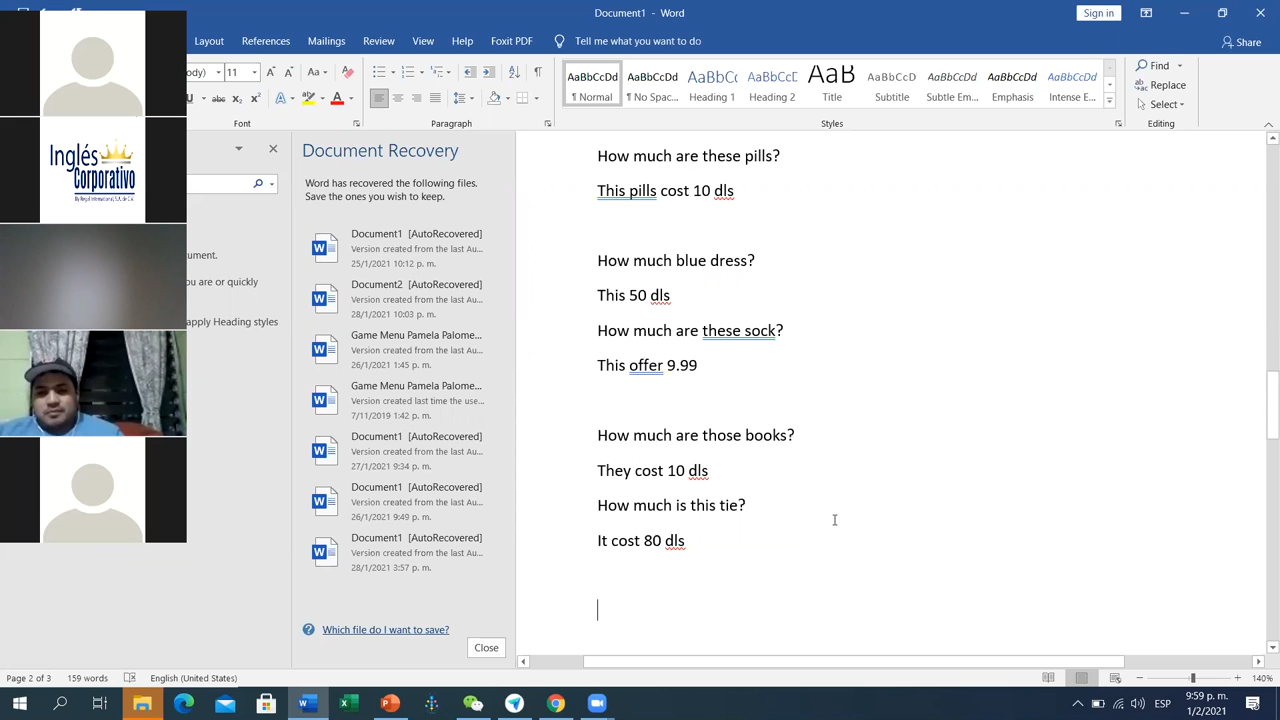 Document1 - Word
Sign in
Layout References Mailings Review View Help Foxit PDF Tell me what you want to do
Share
11
Aa
AaBbCcDd AaBbCcDd AaBbC AaBbCcD AaB AaBbCcD AaBbCcDd AaBbCcDd AaBbCcDd
¶ Normal ¶ No Spac... Heading 1 Heading 2 Title Subtitle Subtle Em... Emphasis Intense E...
Find
Replace
Select
Font Paragraph Styles Editing
Inglés
Corporativo
Document Recovery
Word has recovered the following files.
Save the ones you wish to keep.
cument.
ou are or quickly
apply Heading styles
Document1 [AutoRecovered]
Version created from the last Au...
25/1/2021 10:12 p. m.
Document2 [AutoRecovered]
Version created from the last Au...
28/1/2021 10:03 p. m.
Game Menu Pamela Palome...
Version created from the last Au...
26/1/2021 1:45 p. m.
Game Menu Pamela Palome...
Version created last time the use...
7/11/2019 1:42 p. m.
Document1 [AutoRecovered]
Version created from the last Au...
27/1/2021 9:34 p. m.
Document1 [AutoRecovered]
Version created from the last Au...
26/1/2021 9:49 p. m.
Document1 [AutoRecovered]
Version created from the last Au...
28/1/2021 3:57 p. m.
Which file do I want to save?
Close
How much are these pills?
This pills cost 10 dls
How much blue dress?
This 50 dls
How much are these sock?
This offer 9.99
How much are those books?
They cost 10 dls
How much is this tie?
It cost 80 dls
Page 2 of 3 159 words English (United States)
140%
ESP
9:59 p. m.
1/2/2021